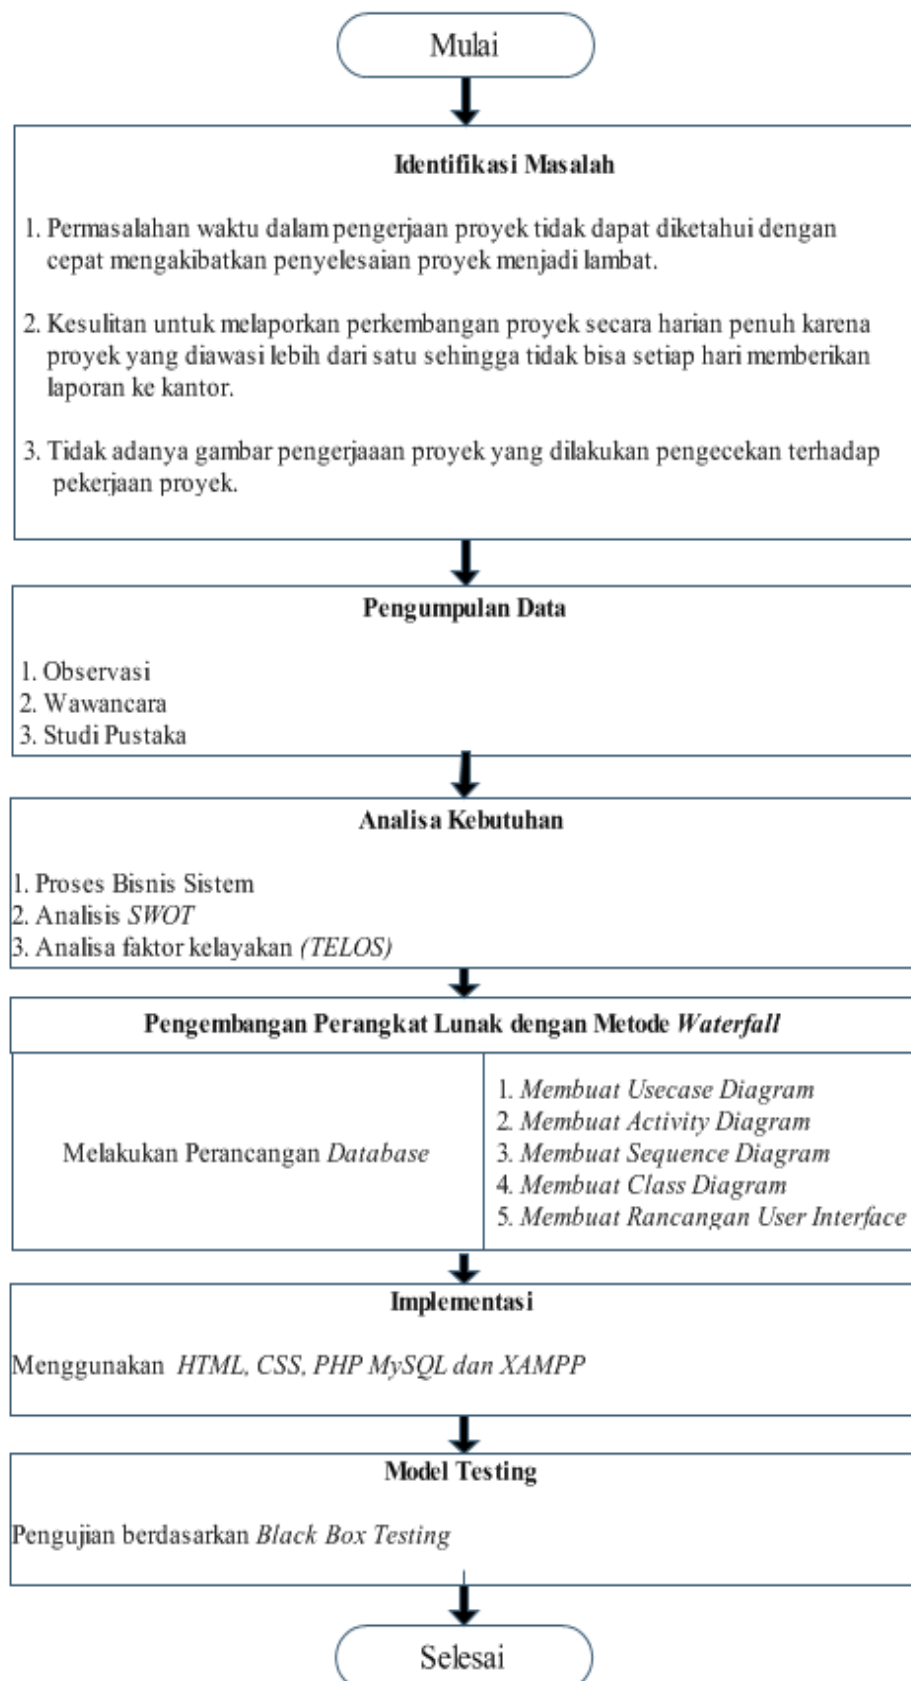 Mulai
Identifikasi Masalah
1. Permasalahan waktu dalam pengerjaan proyek tidak dapat diketahui dengan
cepat mengakibatkan penyelesaian proyek menjadi lambat.
2. Kesulitan untuk melaporkan perkembangan proyek secara harian penuh karena
proyek yang diawasi lebih dari satu sehingga tidak bisa setiap hari memberikan
laporan ke kantor.
3. Tidak adanya gambar pengerjaaan proyek yang dilakukan pengecekan terhadap
pekerjaan proyek.
Pengumpulan Data
1. Observasi
2. Wawancara
3. Studi Pustaka
Analisa Kebutuhan
1. Proses Bisnis Sistem
2. Analisis SWOT
3. Analisa faktor kelayakan (TELOS)
Pengembangan Perangkat Lunak dengan Metode Waterfall
Melakukan Perancangan Database
1. Membuat Usecase Diagram
2. Membuat Activity Diagram
3. Membuat Sequence Diagram
4. Membuat Class Diagram
5. Membuat Rancangan User Interface
Implementasi
Menggunakan HTML, CSS, PHP MySQL dan XAMPP
Model Testing
Pengujian berdasarkan Black Box Testing
Selesai